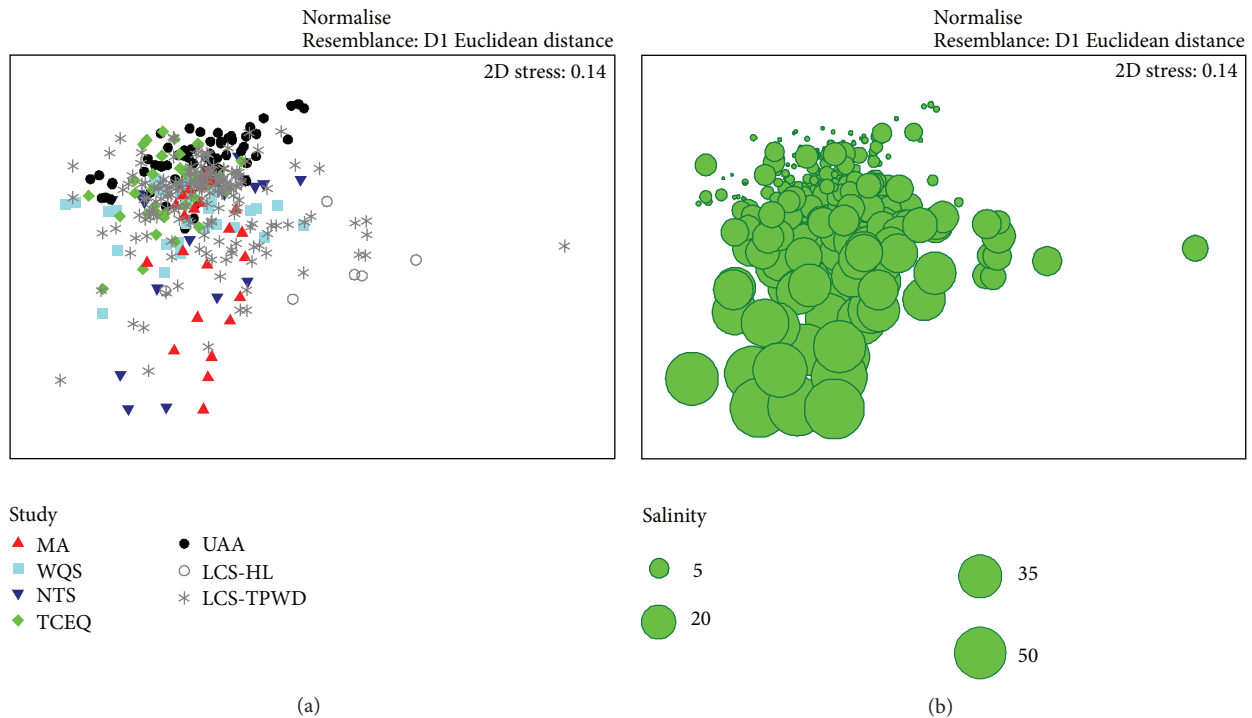 Normalise
Resemblance: D1 Euclidean distance
2D stress: 0.14
Study
MA
WQS
NTS
TCEQ
UAA
LCS-HL
LCS-TPWD
(a)
Normalise
Resemblance: D1 Euclidean distance
2D stress: 0.14
Salinity
5
20
35
50
(b)